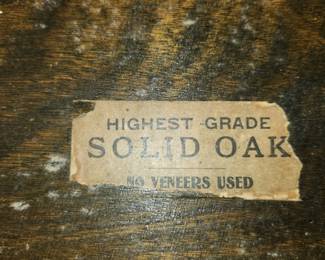 HIGHEST GRADE
SOLID OAK
NO VENEERS USED